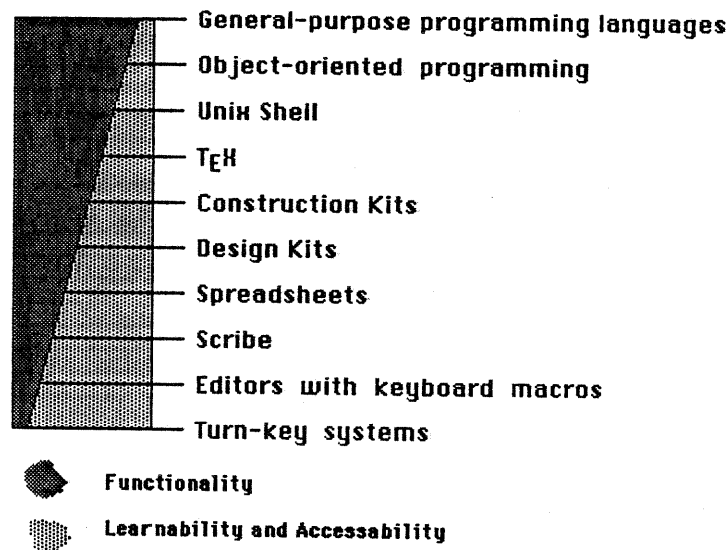 General-purpose programming languages
Object-oriented programming
Unix Shell
TEX
Construction Kits
Design Kits
Spreadsheets
Scribe
Editors with keyboard macros
Turn-key systems
Functionality
Learnability and Accessability